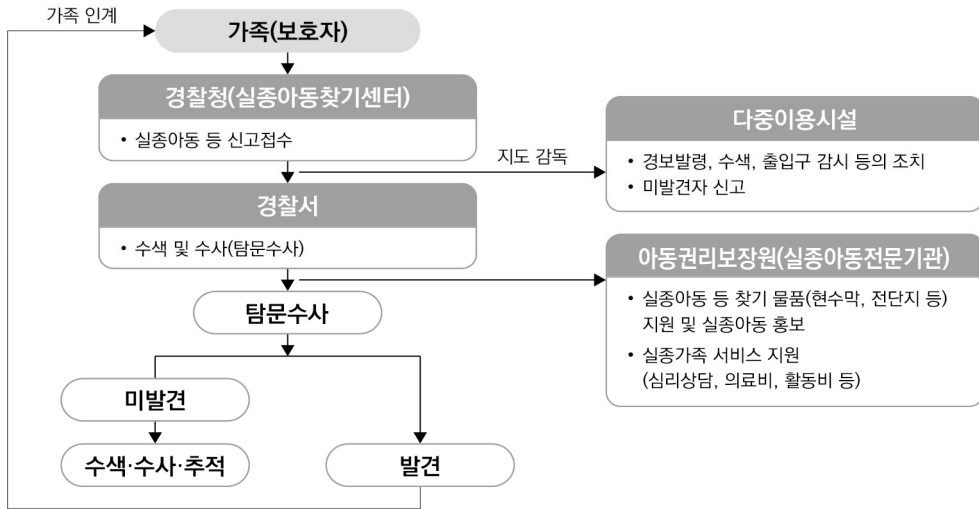 가족 인계
가족(보호자)
경찰청(실종아동찾기센터)
• 실종아동 등 신고접수
지도 감독
다중이용시설
• 경보발령, 수색, 출입구 감시 등의 조치
• 미발견자 신고
경찰서
• 수색 및 수사(탐문수사)
아동권리보장원(실종아동전문기관)
• 실종아동 등 찾기 물품(현수막, 전단지 등)
지원 및 실종아동 홍보
• 실종가족 서비스 지원
(심리상담, 의료비, 활동비 등)
탐문수사
미발견
수색·수사·추적
발견